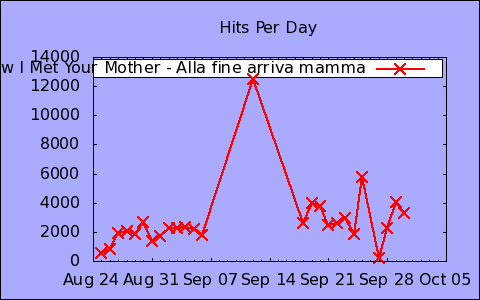 Hits Per Day
14000
w I Met Your Mother - Alla fine arriva mamma
12000
10000
8000
6000
4000
2000
0
Aug 24 Aug 31 Sep 07 Sep 14 Sep 21 Sep 28 Oct 05